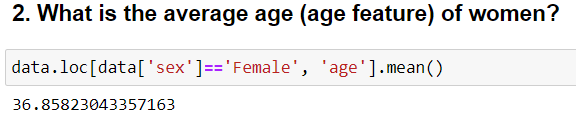 2. What is the average age (age feature) of women?
data.loc[data['sex']=='Female', 'age'].mean()
36.85823043357163